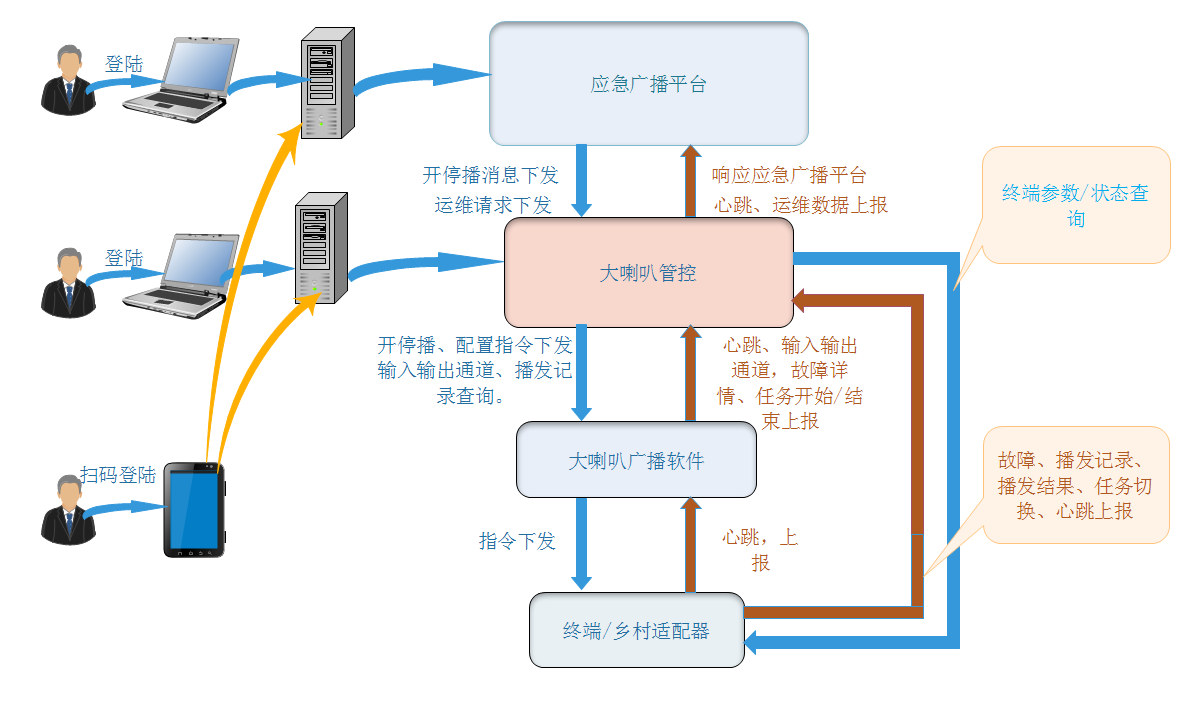 登陆
应急广播平台
开停播消息下发
运维请求下发
响应应急广播平台
心跳、运维数据上报
终端参数/状态查
询
登陆
大喇叭管控
开停播、配置指令下发
输入输出通道、播发记
录查询。
心跳、输入输出
通道，故障详
情、任务开始/结
束上报
扫码登陆
大喇叭广播软件
故障、播发记录、
播发结果、任务切
换、心跳上报
指令下发
心跳，上
报
终端/乡村适配器